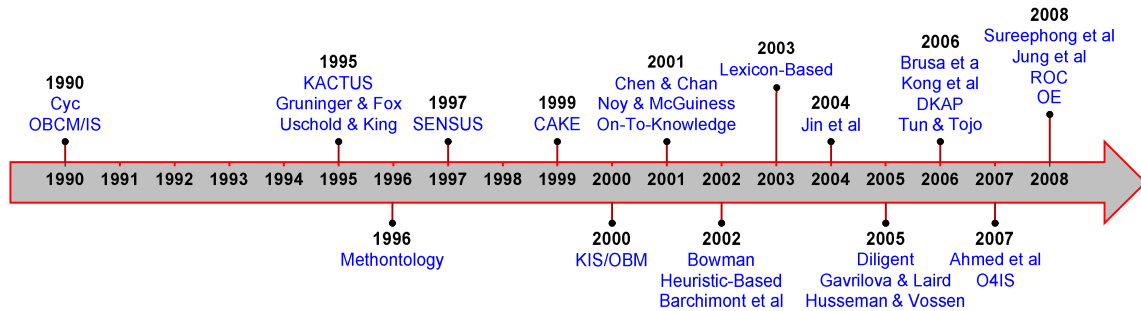 1990
Cyc
OBCM/IS
1995
KACTUS
Gruninger & Fox
Uschold & King
1997
SENSUS
1999
CAKE
2001
Chen & Chan
Noy & McGuiness
On-To-Knowledge
2003
Lexicon-Based
2004
Jin et al
2006
Brusa et a
Kong et al
DKAP
Tun & Tojo
2008
Sureephong et al
Jung et al
ROC
OE
1990 1991 1992 1993 1994 1995 1996 1997 1998 1999 2000 2001 2002 2003 2004 2005 2006 2007 2008
1996
Methontology
2000
KIS/OBM
2002
Bowman
Heuristic-Based
Barchimont et al
2005
Diligent
Gavrilova & Laird
Husseman & Vossen
2007
Ahmed et al
O4IS